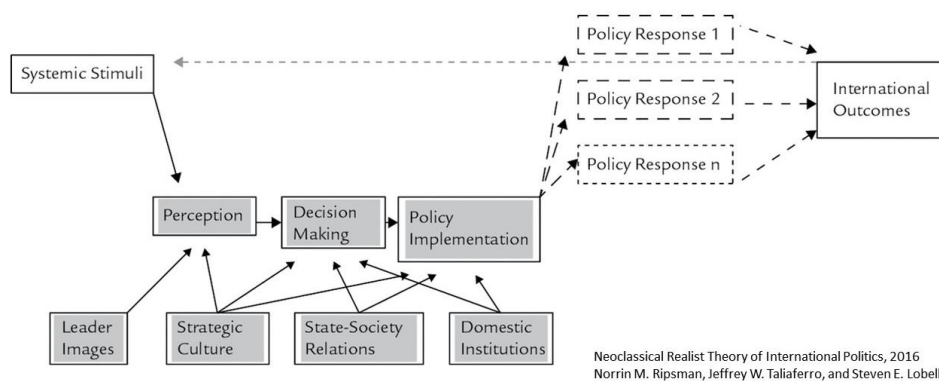 Policy Response 1
Systemic Stimuli
International
Outcomes
Policy Response 2
Policy Response n
Perception
Decision
Making
Policy
Implementation
Leader
Images
Strategic
Culture
State-Society
Relations
Domestic
Institutions
Neoclassical Realist Theory of International Politics, 2016
Norrin M. Ripsman, Jeffrey W. Taliaferro, and Steven E. Lobell